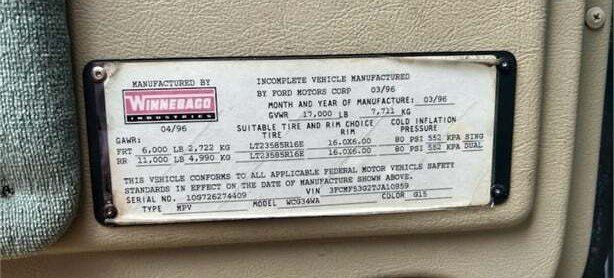 MANUFACTURED BY
WINNEBAGO
INDUSTRIES
04/96
INCOMPLETE VEHICLE MANUFACTURED
BY FORD MOTORS CORP 03/96
MONTH AND YEAR OF MANUFACTURE: 03/96
GVWR 17,000 LB 7,711 KG
SUITABLE TIRE AND RIM CHOICE COLD INFLATION
GAWR: TIRE RIM PRESSURE
FRT 6,000 LB 2,722 KG LT23585R16E 16.0X6.00 80 PSI 552 KPA SING
RR 11,000 LB 4,990 KG LT23585R16E 16.0X6.00 80 PSI 552 KPA DUAL
THIS VEHICLE CONFORMS TO ALL APPLICABLE FEDERAL MOTOR VEHICLE SAFETY
STANDARDS IN EFFECT ON THE DATE OF MANUFACTURE SHOWN ABOVE.
SERIAL NO. 10G726274409 VIN 3FCMF53G2TJA10859
TYPE MPV MODEL WCG34WA COLOR G15